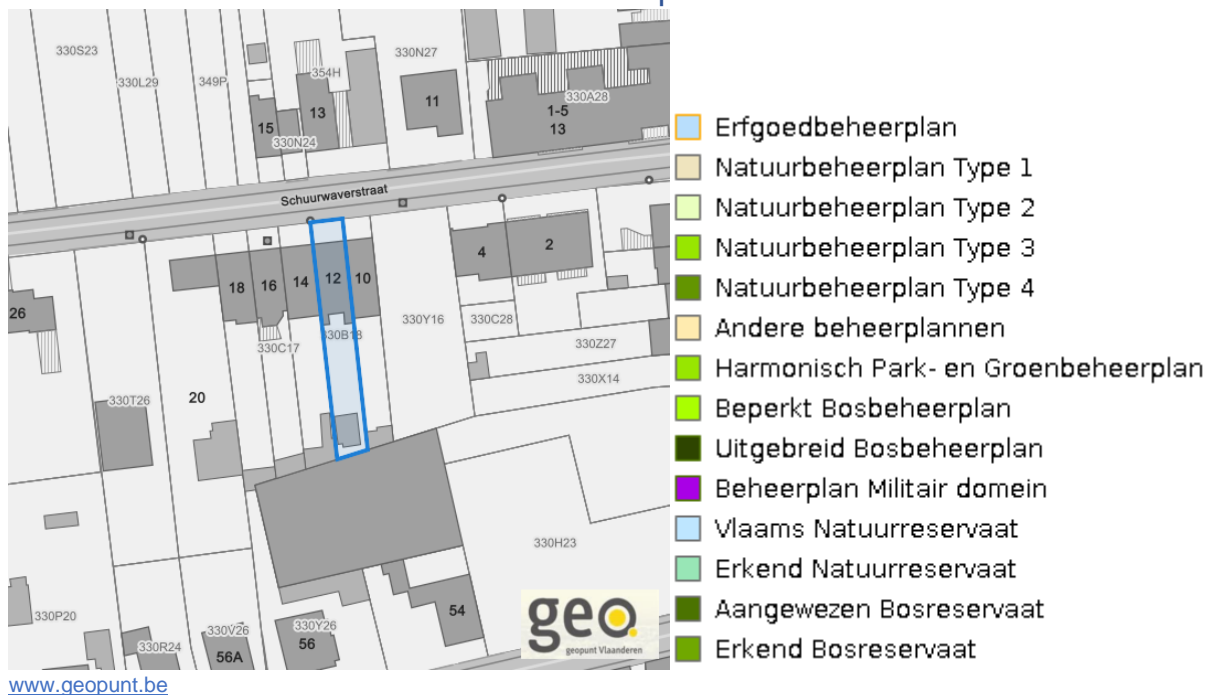 330S23
330L29
349P
354H
330N27
330A28
15
13
11
1-5
13
330N24
Schuurwaverstraat
18
16
14
12
10
4
2
26
330C17
330B18
330Y16
330C28
330Z27
330X14
330T26
20
330H23
330P20
330R24
330V26
56A
330Y26
56
54
geo
geopunt Vlaanderen
Erfgoedbeheerplan
Natuurbeheerplan Type 1
Natuurbeheerplan Type 2
Natuurbeheerplan Type 3
Natuurbeheerplan Type 4
Andere beheerplannen
Harmonisch Park- en Groenbeheerplan
Beperkt Bosbeheerplan
Uitgebreid Bosbeheerplan
Beheerplan Militair domein
Vlaams Natuurreservaat
Erkend Natuurreservaat
Aangewezen Bosreservaat
Erkend Bosreservaat
www.geopunt.be